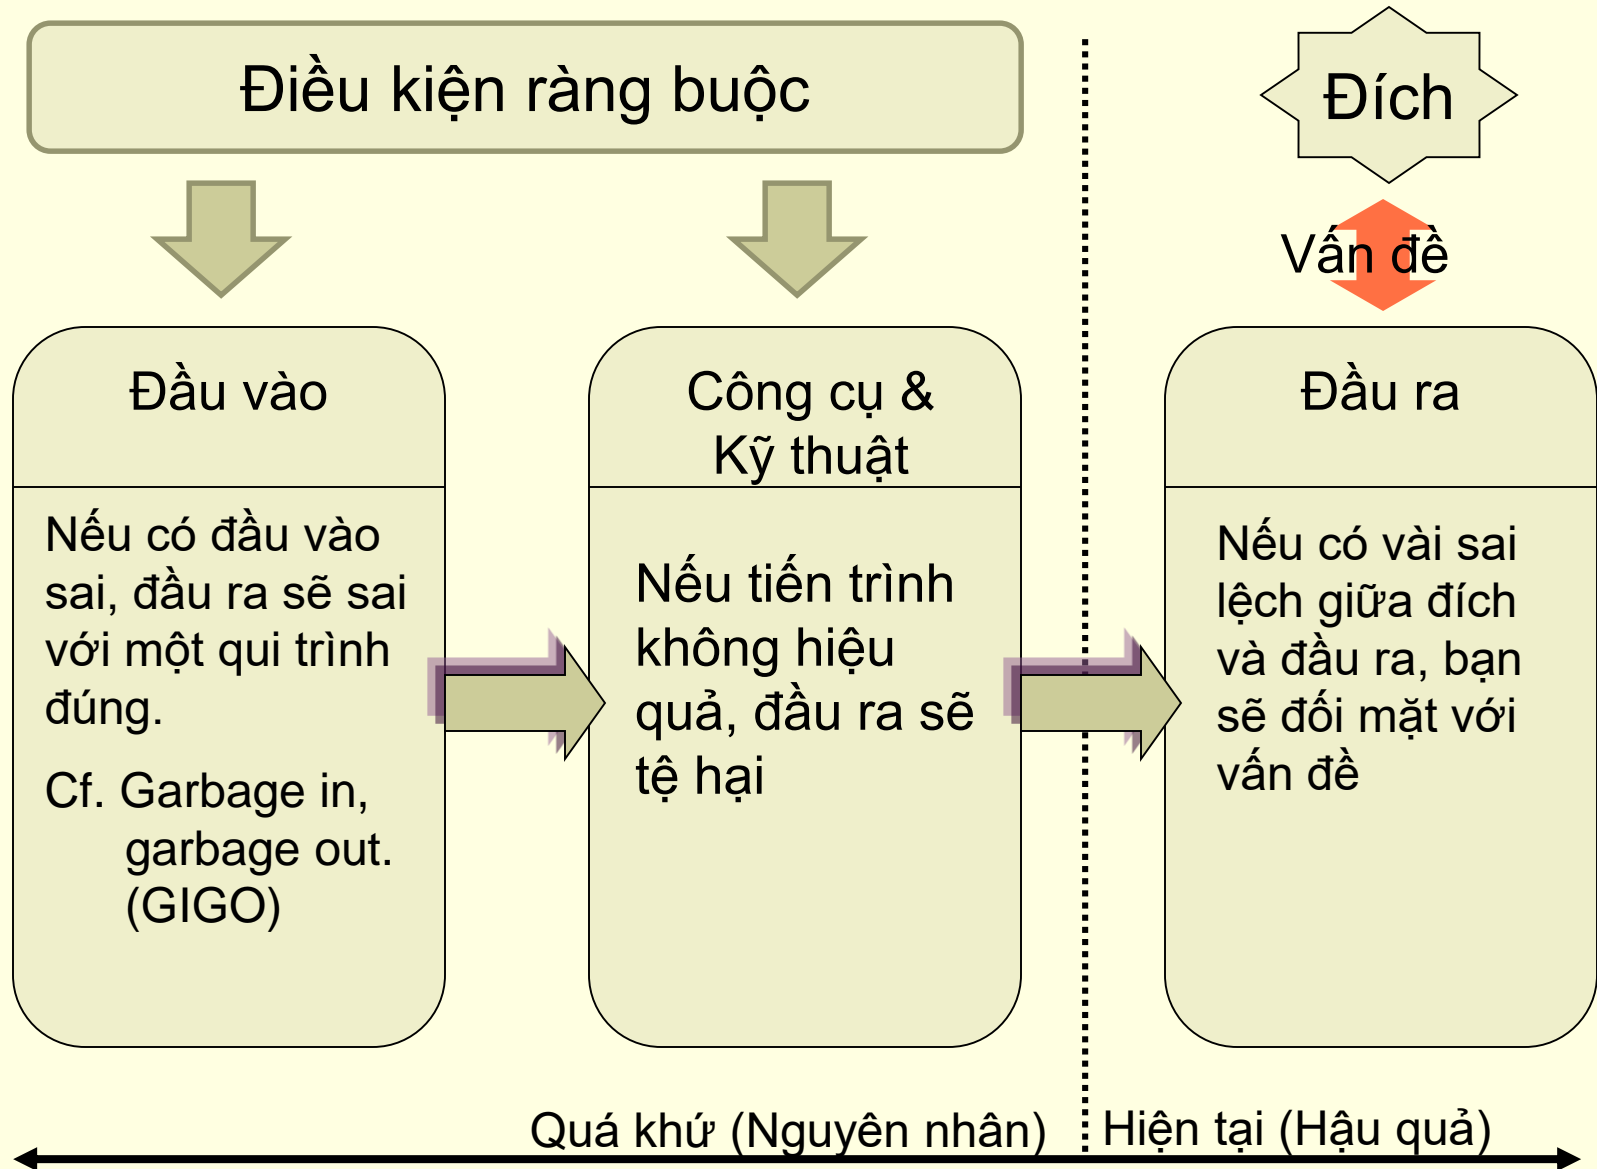 Điều kiện ràng buộc
Đích
Vấn đề
Đầu vào
Nếu có đầu vào
sai, đầu ra sẽ sai
với một qui trình
đúng.
Cf. Garbage in,
garbage out.
(GIGO)
Công cụ &
Kỹ thuật
Nếu tiến trình
không hiệu
quả, đầu ra sẽ
tệ hại
Đầu ra
Nếu có vài sai
lệch giữa đích
và đầu ra, bạn
sẽ đối mặt với
vấn đề
Quá khứ (Nguyên nhân)
Hiện tại (Hậu quả)